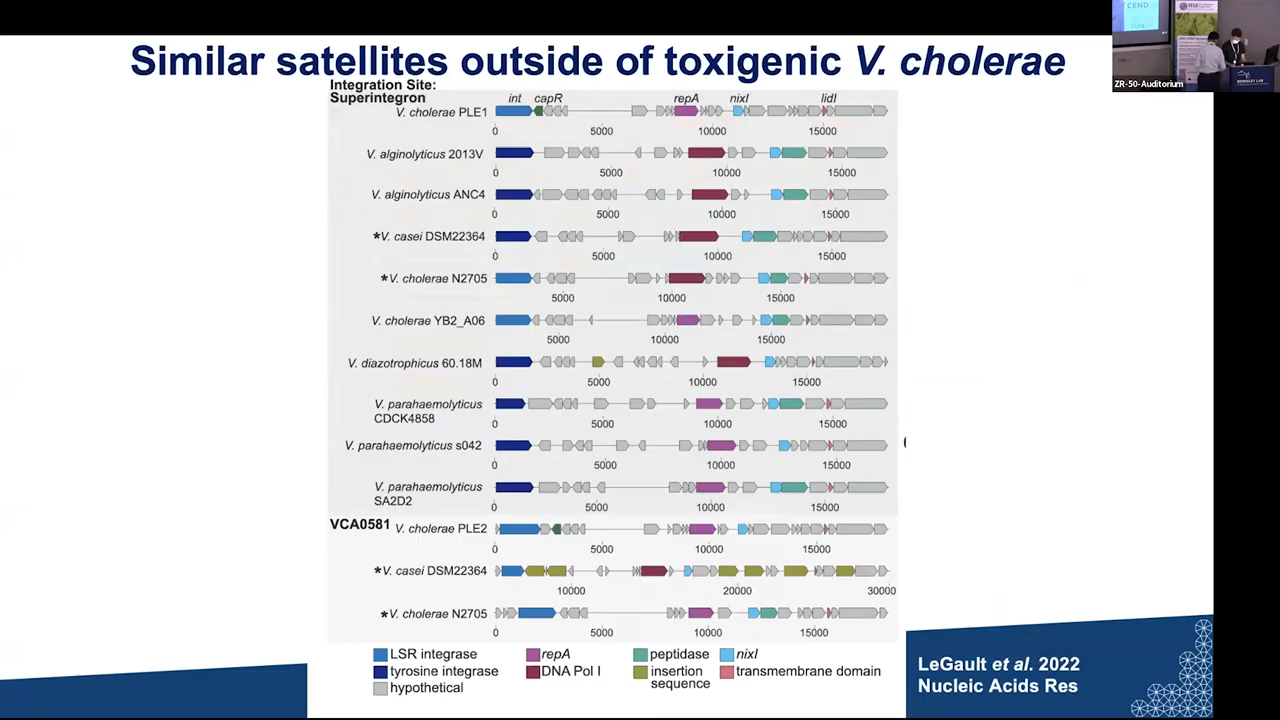 Similar satellites outside of toxigenic V. cholerae
Integration Site:
Superintegron
int capR repA nixI lidI
V. cholerae PLE1
0 5000 10000 15000
V. alginolyticus 2013V
0 5000 10000 15000
V. alginolyticus ANC4
0 5000 10000 15000
*V. casei DSM22364
0 5000 10000 15000
*V. cholerae N2705
5000 10000 15000
V. cholerae YB2_A06
5000 10000 15000
V. diazotrophicus 60.18M
0 5000 10000 15000
V. parahaemolyticus
CDCK4858
0 5000 10000 15000
V. parahaemolyticus s042
0 5000 10000 15000
V. parahaemolyticus
SA2D2
0 5000 10000 15000
VCA0581
V. cholerae PLE2
0 5000 10000 15000
*V. casei DSM22364
10000 20000 30000
*V. cholerae N2705
0 5000 10000 15000
LSR integrase repA peptidase nixI
tyrosine integrase DNA Pol I insertion sequence transmembrane domain
hypothetical
LeGault et al. 2022
Nucleic Acids Res
CEND
ZR-50-Auditorium
BERKELEY LAB